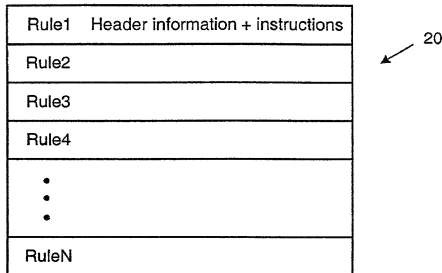 Rule1 Header information + instructions
20
Rule2
Rule3
Rule4
RuleN